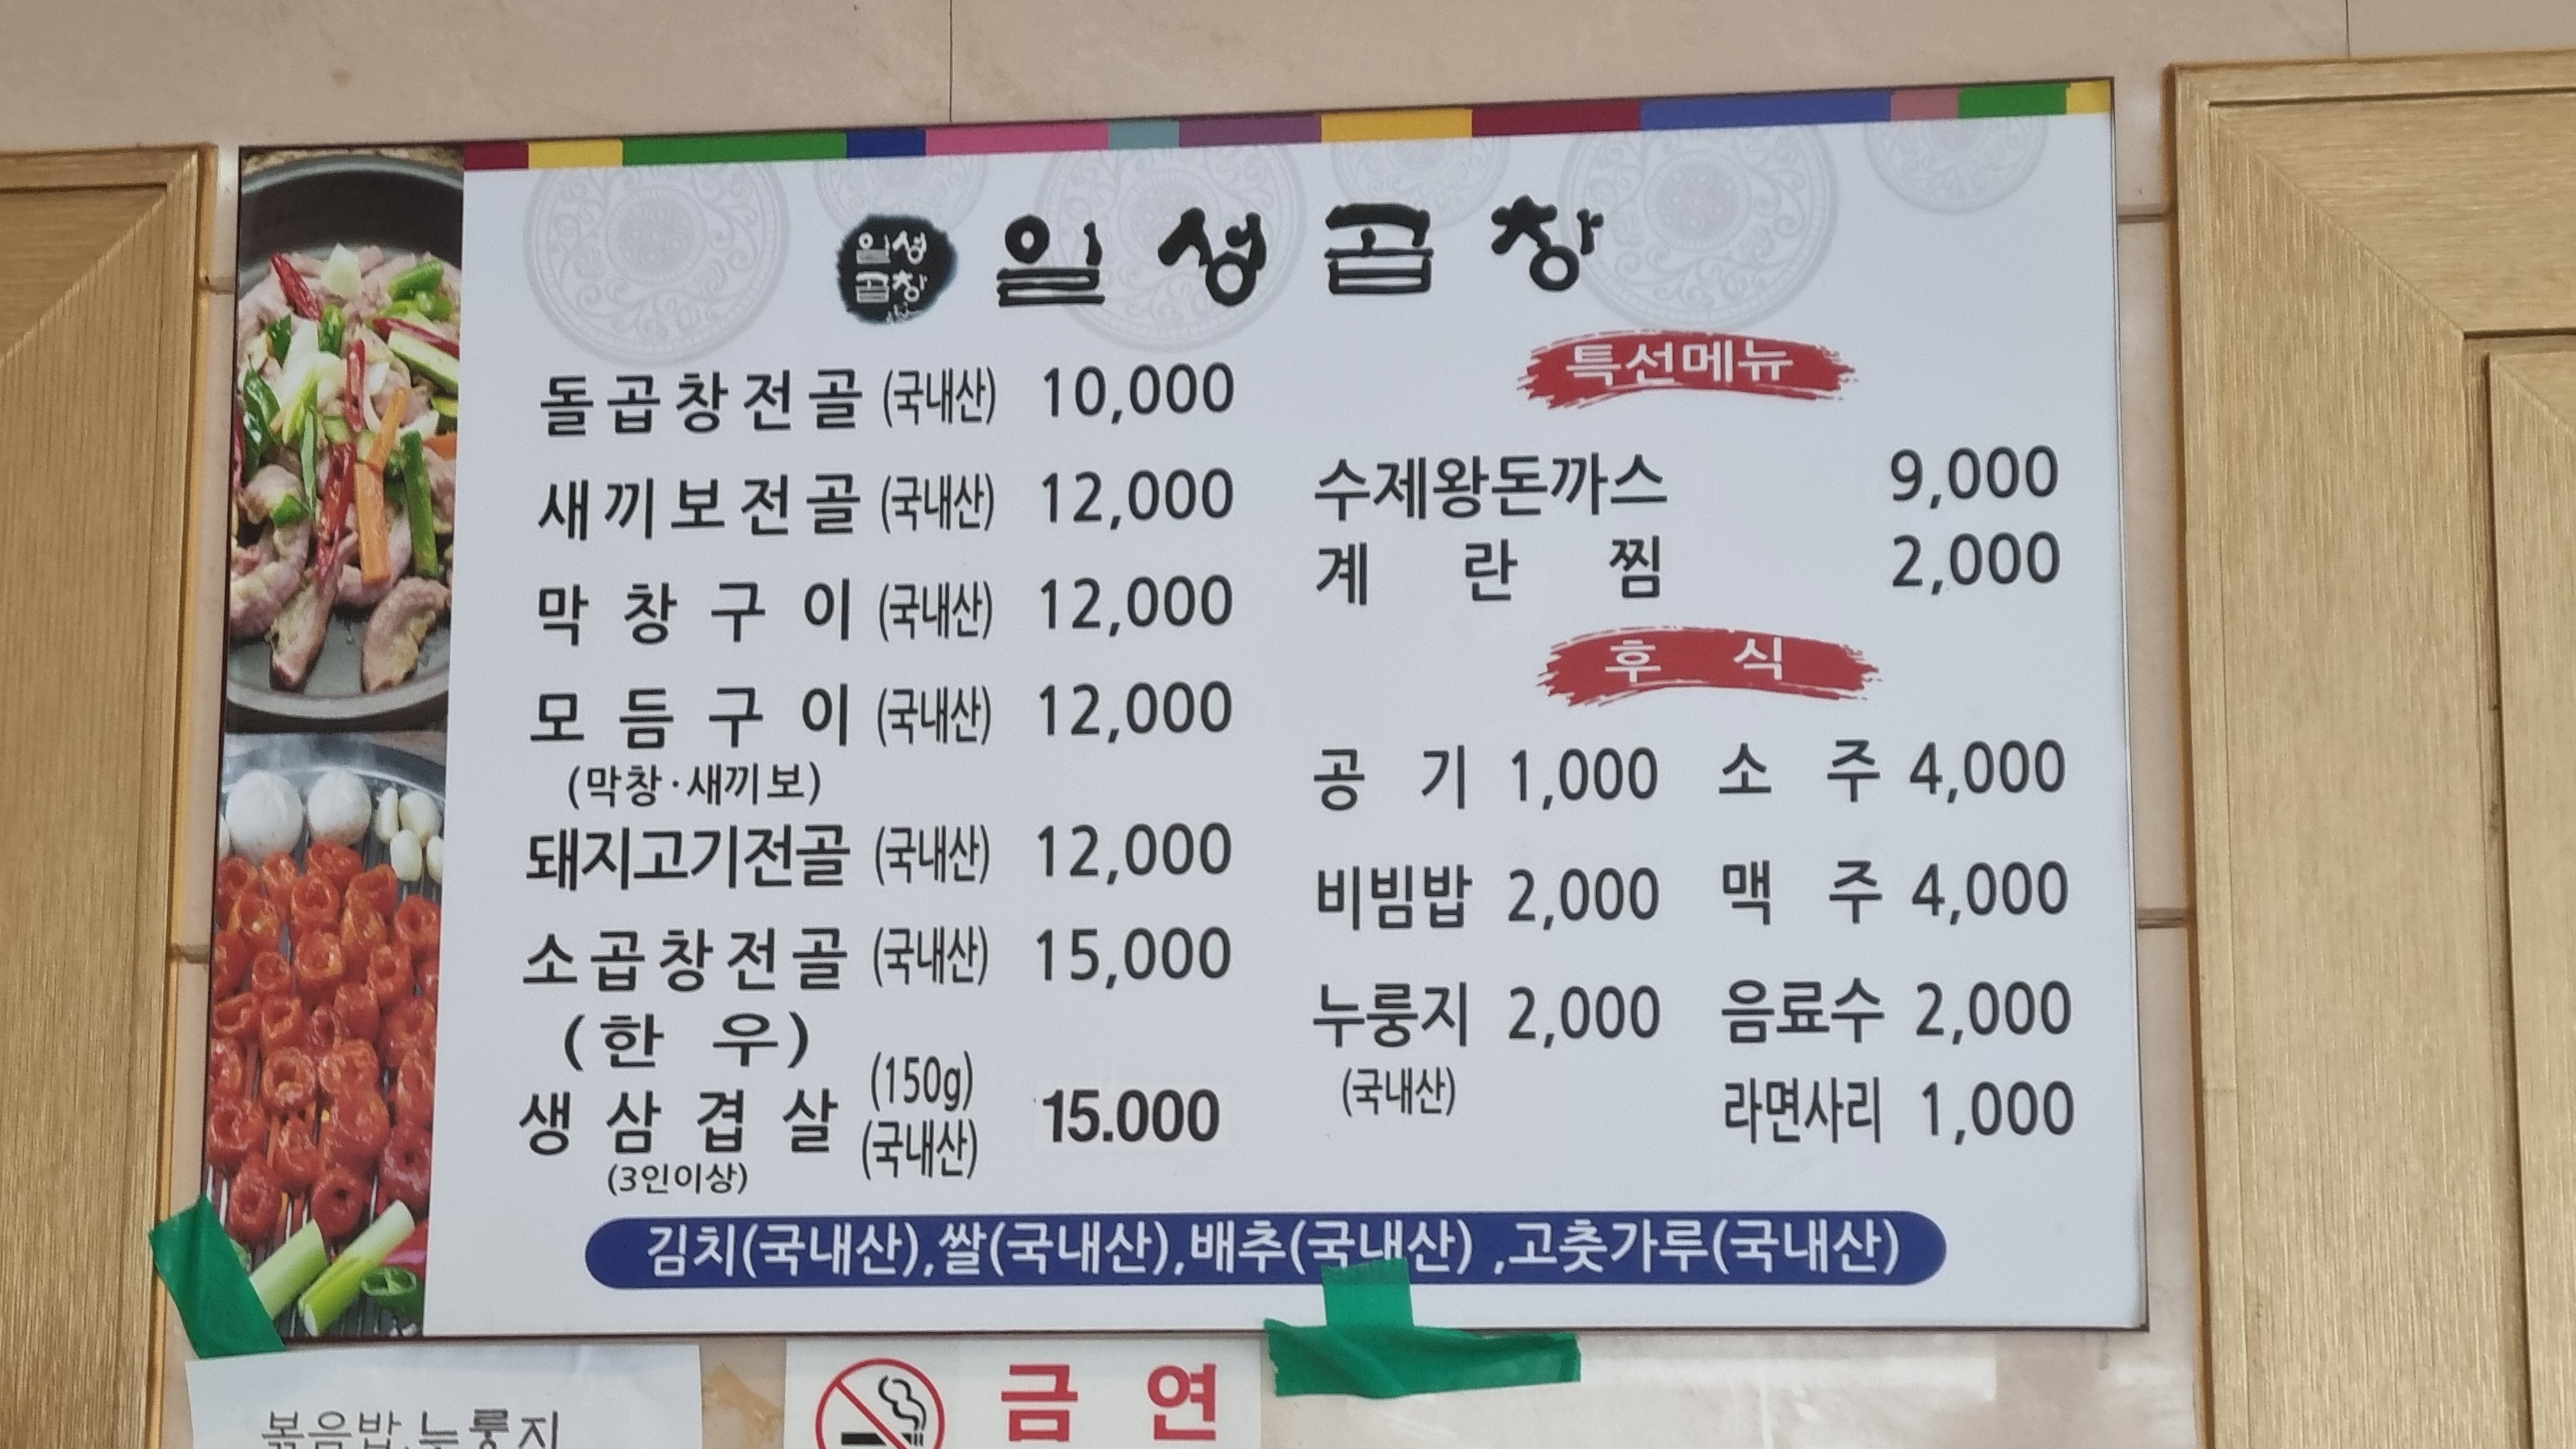 일생
곱창
일생곱창
돌곱창전골 (국내산) 10,000
새끼보전골 (국내산) 12,000
막창구이 (국내산) 12,000
모듬구이 (국내산) 12,000
(막창·새끼보)
돼지고기전골 (국내산) 12,000
소곱창전골 (국내산) 15,000
(한우)
생삼겹살 (150g) (국내산) 15.000
(3인이상)
특선메뉴
수제왕돈까스 9,000
계란찜 2,000
후식
공기 1,000 소주 4,000
비빔밥 2,000 맥주 4,000
누룽지 2,000 음료수 2,000
(국내산)
라면사리 1,000
김치(국내산),쌀(국내산),배추(국내산) ,고춧가루(국내산)
볶음밥.누룽지
금연